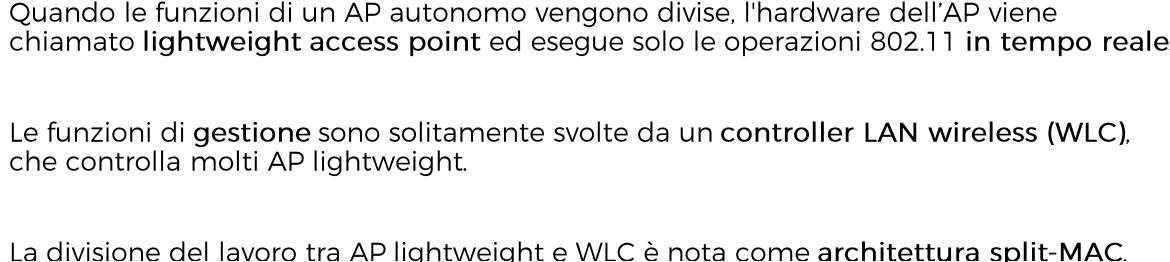 Quando le funzioni di un AP autonomo vengono divise, l'hardware dell’AP viene
chiamato lightweight access point ed esegue solo le operazioni 802.11 in tempo reale
Le funzioni di gestione sono solitamente svolte da un controller LAN wireless (WLC),
che controlla molti AP lightweight.
La divisione del lavoro tra AP lightweight e WLC è nota come architettura split-MAC.